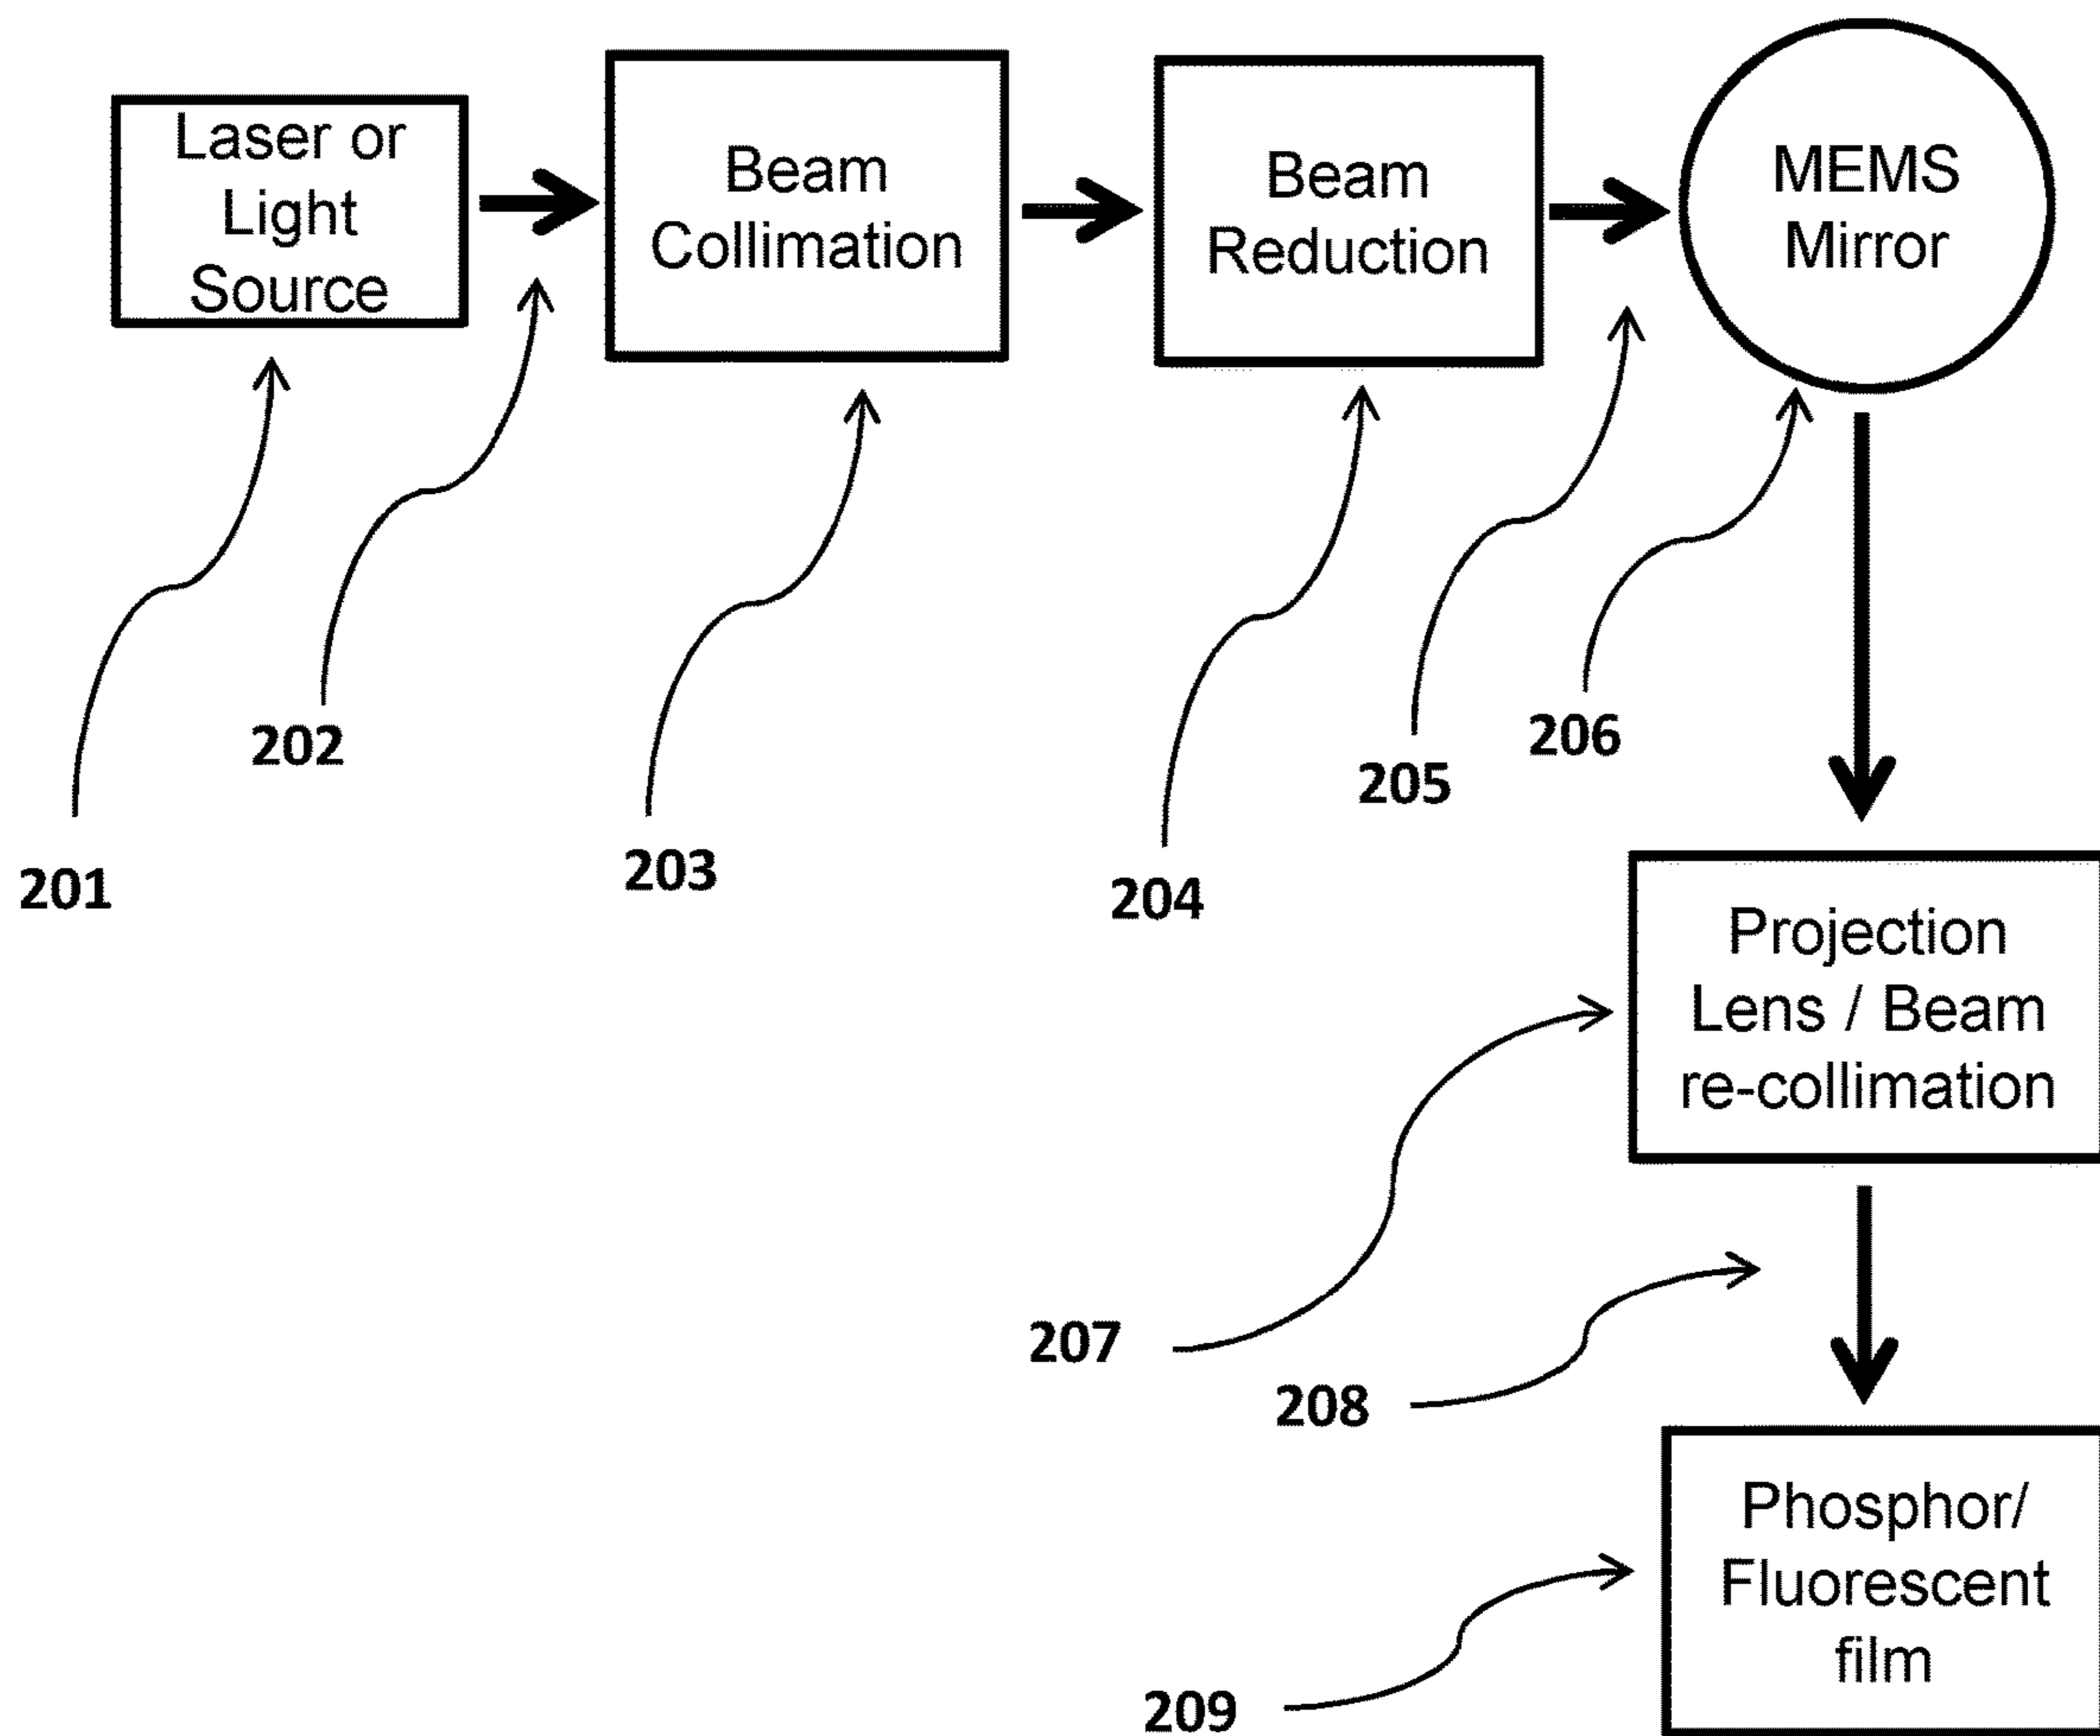 Laser or
Light
Source
Beam
Collimation
Beam
Reduction
MEMS
Mirror
202
206
205
203
201
204
Projection
Lens / Beam
re-collimation
207
208
Phosphor/
Fluorescent
film
209